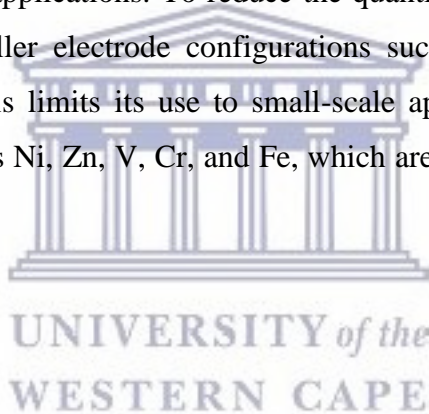 applications. To reduce the quanti
ller electrode configurations suc
s limits its use to small-scale ap
s Ni, Zn, V, Cr, and Fe, which are
UNIVERSITY of the
WESTERN CAPE